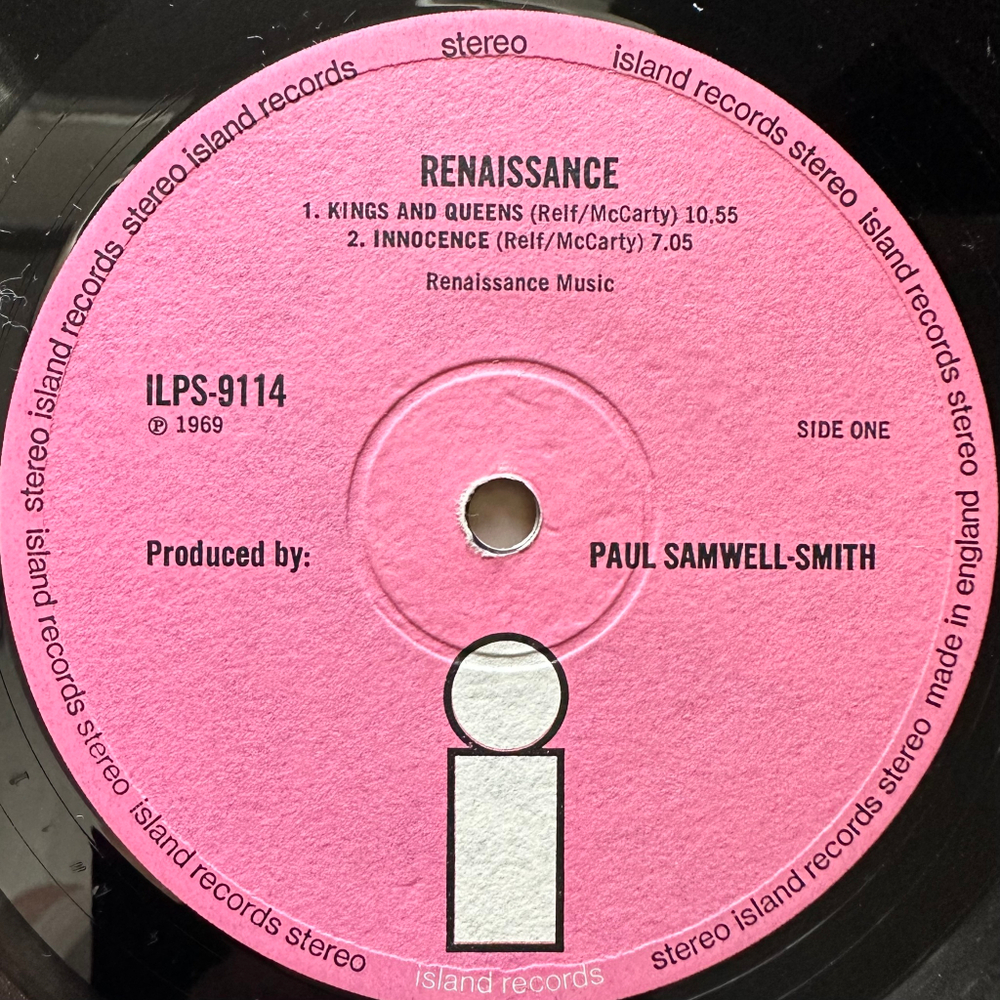 stereo
island records stereo island records stereo made in england
stereo island records stereo island records
stereo island records stereo island records
island records stereo island records stereo
island records
RENAISSANCE
1. KINGS AND QUEENS (Relf/McCarty) 10.55
2. INNOCENCE (Relf/McCarty) 7.05
Renaissance Music
ILPS-9114
℗ 1969
SIDE ONE
Produced by: PAUL SAMWELL-SMITH
i